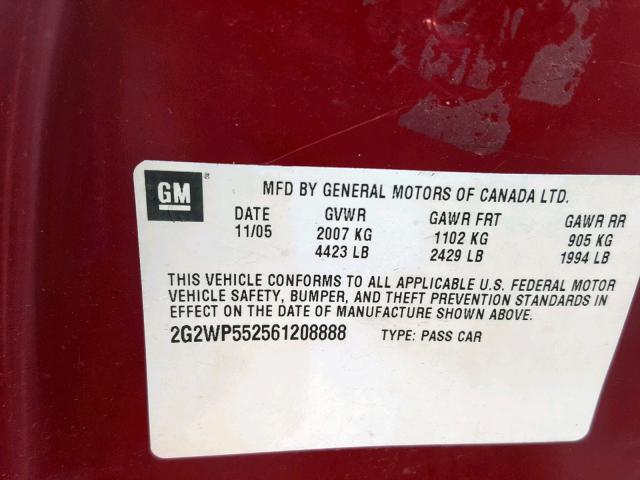 GM ®
MFD BY GENERAL MOTORS OF CANADA LTD.
DATE GVWR GAWR FRT GAWR RR
11/05 2007 KG 1102 KG 905 KG
4423 LB 2429 LB 1994 LB
THIS VEHICLE CONFORMS TO ALL APPLICABLE U.S. FEDERAL MOTOR
VEHICLE SAFETY, BUMPER, AND THEFT PREVENTION STANDARDS IN
EFFECT ON THE DATE OF MANUFACTURE SHOWN ABOVE.
2G2WP552561208888 TYPE: PASS CAR